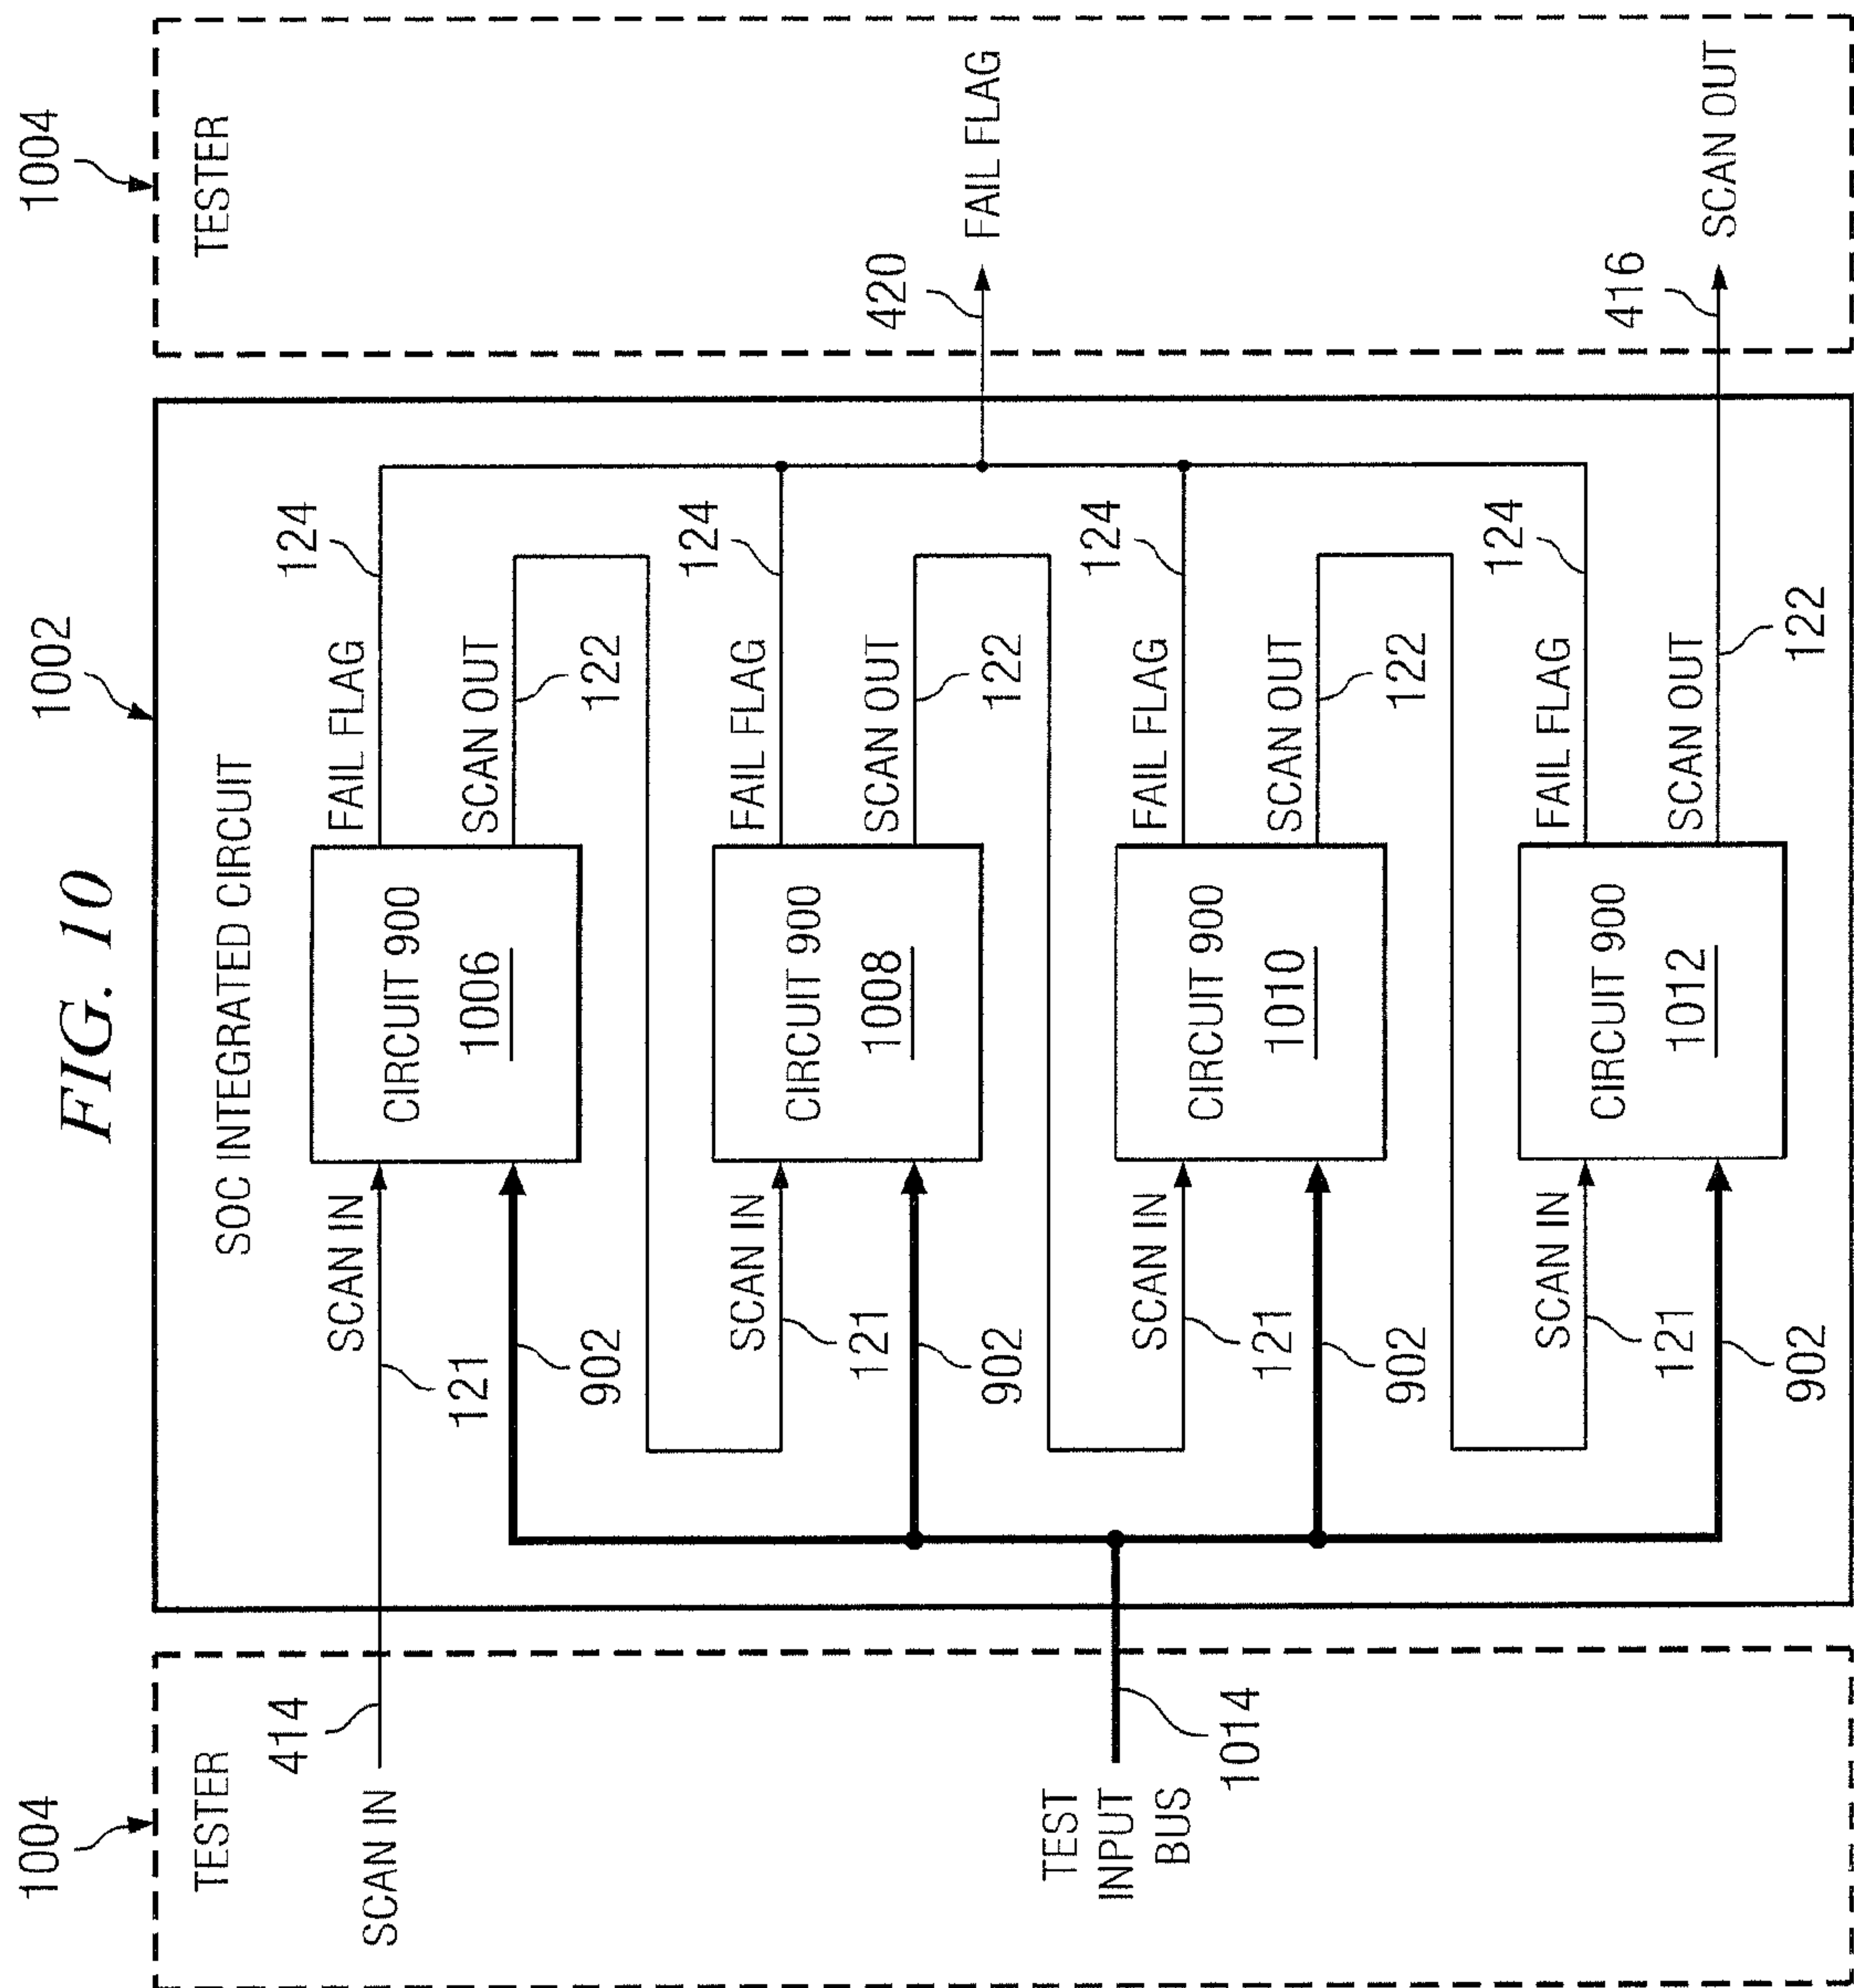 FIG. 10
1004
1002
1004
TESTER
SOC INTEGRATED CIRCUIT
TESTER
414
SCAN IN
121
SCAN IN
CIRCUIT 900
1006
FAIL FLAG
124
SCAN OUT
122
902
SCAN IN
121
CIRCUIT 900
1008
FAIL FLAG
124
SCAN OUT
122
902
420
FAIL FLAG
TEST
INPUT
BUS
1014
SCAN IN
121
CIRCUIT 900
1010
FAIL FLAG
124
SCAN OUT
122
902
SCAN IN
121
CIRCUIT 900
1012
FAIL FLAG
124
SCAN OUT
122
902
416
SCAN OUT